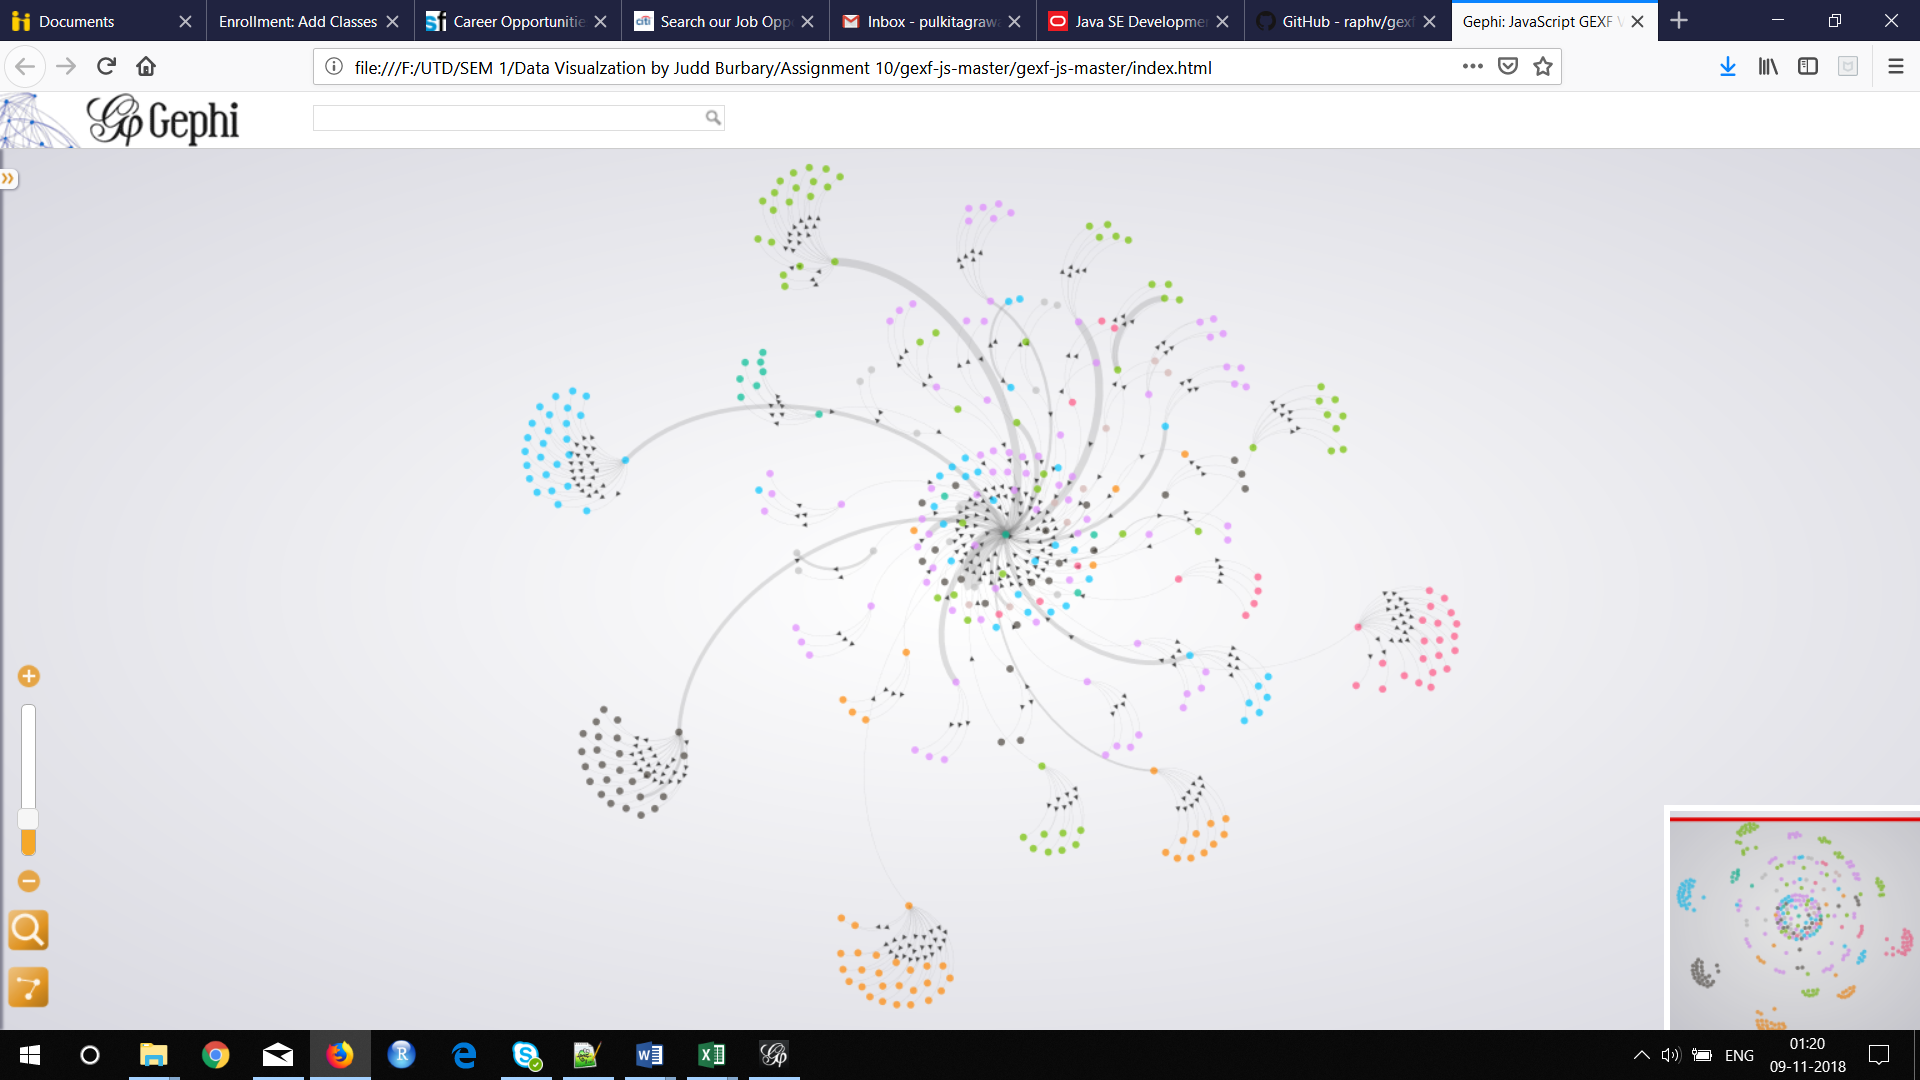 Documents
Enrollment: Add Classes
Career Opportunitie
Search our Job Opp
Inbox - pulkitagraw
Java SE Developme
GitHub - raphv/gexf
Gephi: JavaScript GEXF V
file:///F:/UTD/SEM 1/Data Visualzation by Judd Burbary/Assignment 10/gexf-js-master/gexf-js-master/index.html
Gephi
ENG
01:20
09-11-2018